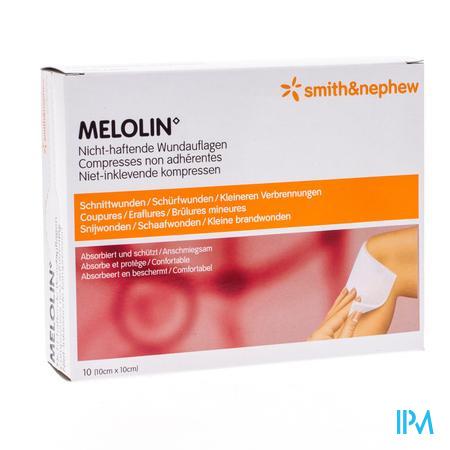 smith&nephew
MELOLIN
Nicht-haftende Wundauflagen
Compresses non adhérentes
Niet-inklevende kompressen
Schnittwunden / Schürfwunden / Kleineren Verbrennungen
Coupures / Eraflures / Brûlures mineures
Snijwonden / Schaafwonden / Kleine brandwonden
Absorbiert und schützt / Anschmiegsam
Absorbe et protège / Confortable
Absorbeert en beschermt / Comfortabel
10 (10cm x 10cm)
MELOLIN
IPM